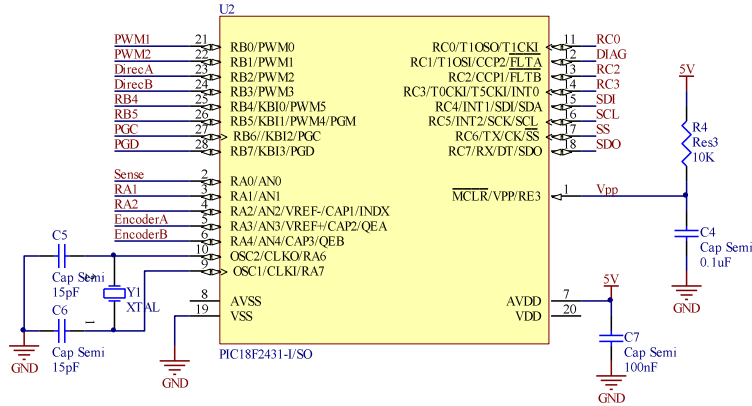 U2
PWM1 21 RB0/PWM0 RC0/T1OSO/T1CKI 11 RC0
PWM2 22 RB1/PWM1 RC1/T1OSI/CCP2/FLTA 12 DIAG
DirecA 23 RB2/PWM2 RC2/CCP1/FLTB 13 RC2
DirecB 24 RB3/PWM3 RC3/T0CKI/T5CKI/INT0 14 RC3
RB4 25 RB4/KBI0/PWM5 RC4/INT1/SDI/SDA 15 SDI
RB5 26 RB5/KBI1/PWM4/PGM RC5/INT2/SCK/SCL 16 SCL
PGC 27 RB6/KBI2/PGC RC6/TX/CK/SS 17 SS
PGD 28 RB7/KBI3/PGD RC7/RX/DT/SDO 18 SDO
5V
R4
Res3
10K
Sense 2 RA0/AN0
RA1 3 RA1/AN1 MCLR/VPP/RE3 1 Vpp
RA2 4 RA2/AN2/VREF-/CAP1/INDX
EncoderA 5 RA3/AN3/VREF+/CAP2/QEA
EncoderB 6 RA4/AN4/CAP3/QEB
10 OSC2/CLKO/RA6
9 OSC1/CLKI/RA7
C4
Cap Semi
0.1uF
GND
C5
Cap Semi
15pF
2
Y1
XTAL
1
C6
Cap Semi
15pF
GND
8 AVSS AVDD 7
19 VSS VDD 20
GND
5V
C7
Cap Semi
100nF
GND
PIC18F2431-I/SO